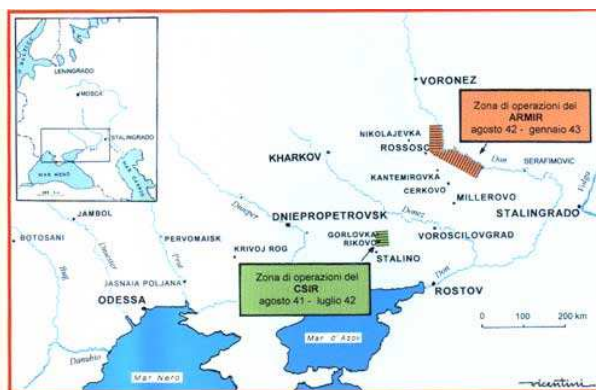 LENINGRADO
MOSCA
STALINGRADO
MAR NERO
VORONEZ
Zona di operazioni del
ARMIR
agosto 42 - gennaio 43
NIKOLAJEVKA
ROSSOSC
Don
SERAFIMOVIC
KHARKOV
KANTEMIROVKA
CERKOVO
MILLEROVO
STALINGRADO
Volga
JAMBOL
Dnieper
DNIEPROPETROVSK
Donez
BOTOSANI
PERVOMAISK
GORLOVKA
RIKOVO
VOROSCILOVGRAD
KRIVOJ ROG
STALINO
Bug
Dniester
Prut
Zona di operazioni del
CSIR
agosto 41 - luglio 42
Don
JASNAIA POLJANA
ODESSA
ROSTOV
0 100 200 km
Mar d'Azov
Danubio
Mar Nero
vicentini